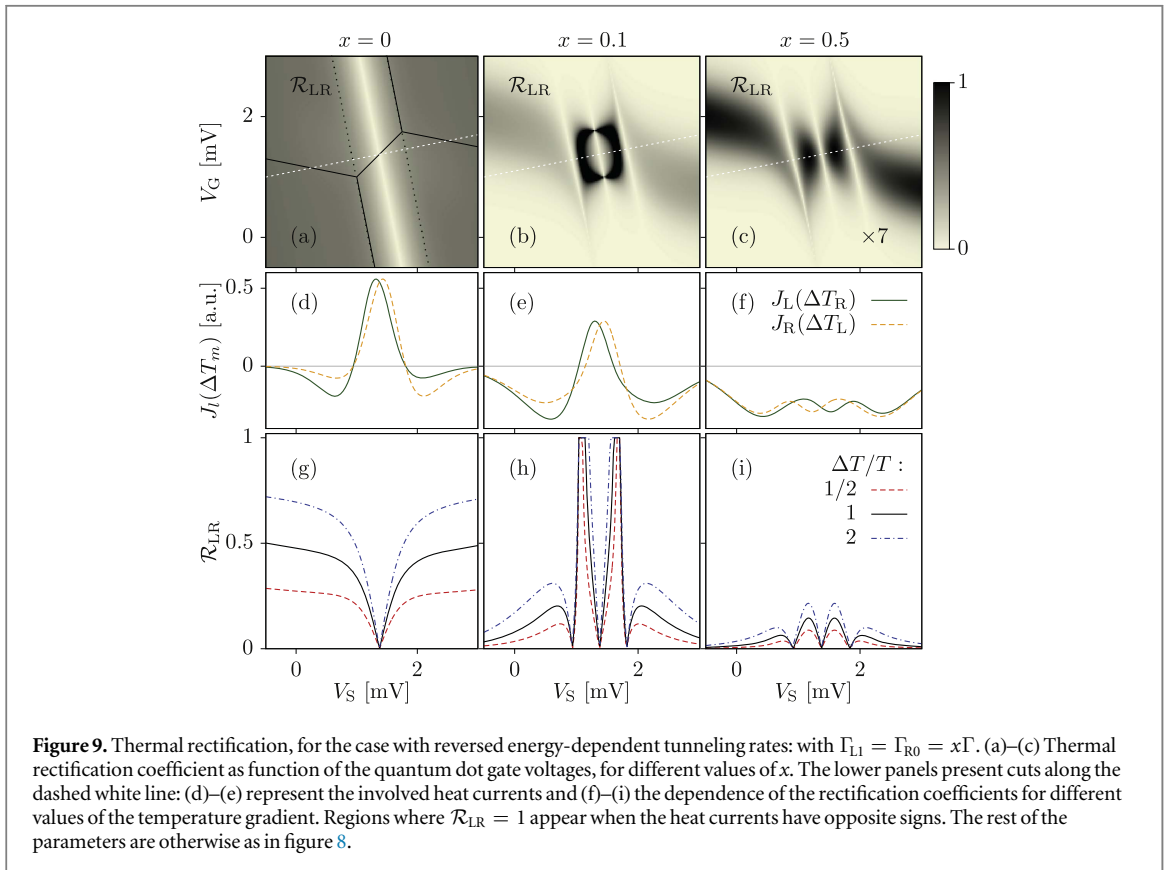 x = 0 x = 0.1 x = 0.5
ℛ_LR ℛ_LR ℛ_LR 1
2
V_G [mV]
0 (a) (b) (c) ×7 0
0.5 (d) (e) (f) J_L(ΔT_R)
J_R(ΔT_L)
J_l(ΔT_m) [a.u.]
0
1
(g) (h) (i) ΔT/T :
1/2
1
2
ℛ_LR
0.5
0
0 2 0 2 0 2
V_S [mV] V_S [mV] V_S [mV]
Figure 9. Thermal rectification, for the case with reversed energy-dependent tunneling rates: with Γ_L1 = Γ_R0 = xΓ. (a)–(c) Thermal
rectification coefficient as function of the quantum dot gate voltages, for different values of x. The lower panels present cuts along the
dashed white line: (d)–(e) represent the involved heat currents and (f)–(i) the dependence of the rectification coefficients for different
values of the temperature gradient. Regions where ℛ_LR = 1 appear when the heat currents have opposite signs. The rest of the
parameters are otherwise as in figure 8.